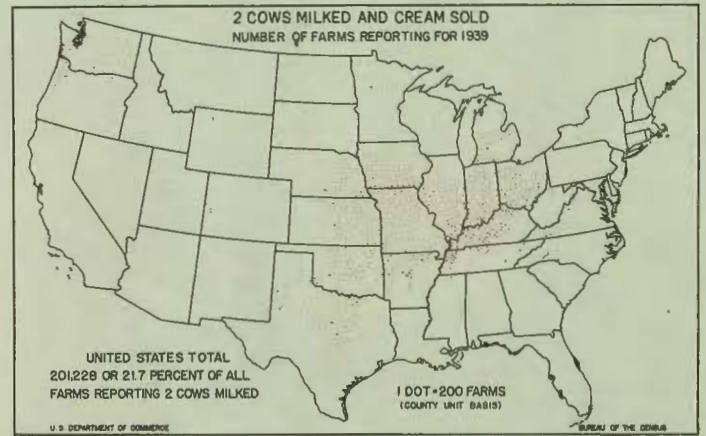 2 COWS MILKED AND CREAM SOLD
NUMBER OF FARMS REPORTING FOR 1939
UNITED STATES TOTAL
201,228 OR 21.7 PERCENT OF ALL
FARMS REPORTING 2 COWS MILKED
1 DOT=200 FARMS
(COUNTY UNIT BASIS)
U.S. DEPARTMENT OF COMMERCE
BUREAU OF THE CENSUS